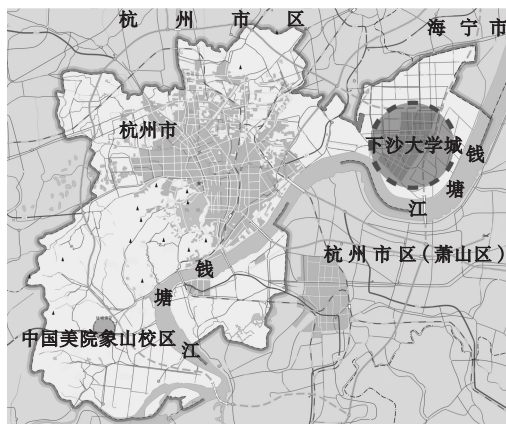 杭州市区
海宁市
杭州市
下沙大学城
钱
塘
江
杭州市区(萧山区)
钱
塘
中国美院象山校区
江